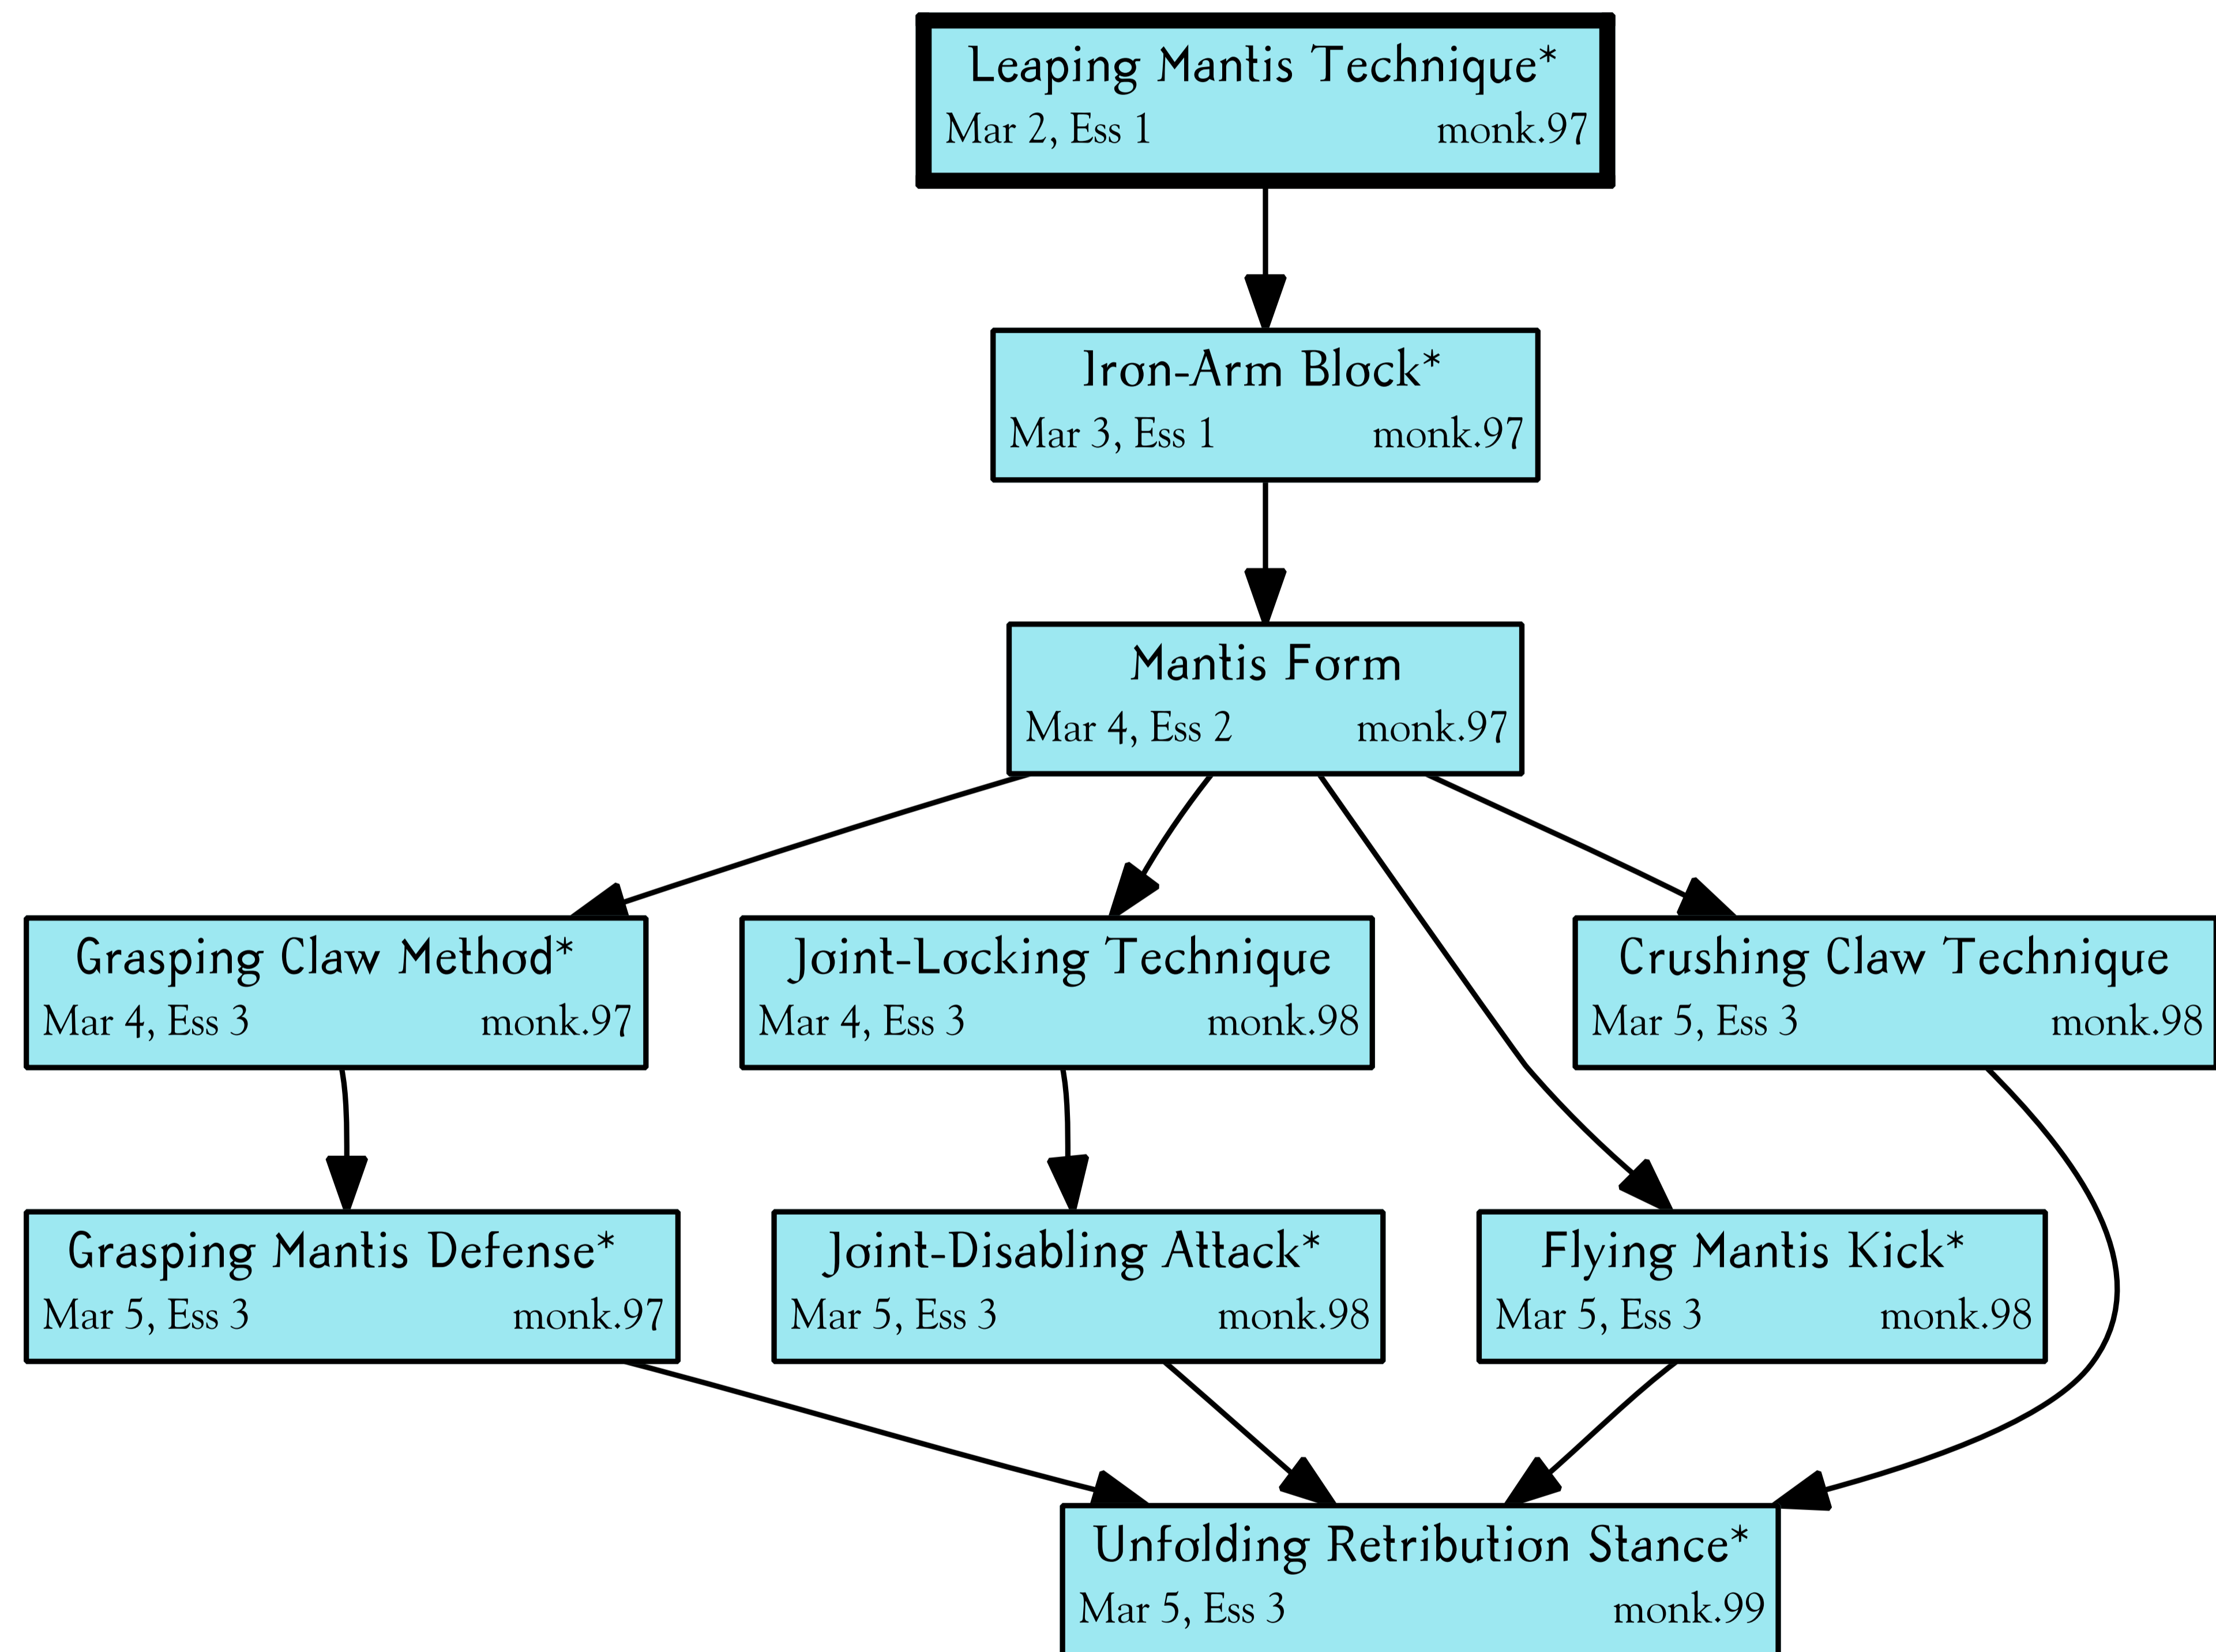 Leaping Mantis Technique*
Mar 2, Ess 1 monk.97
Iron-Arm Block*
Mar 3, Ess 1 monk.97
Mantis Form
Mar 4, Ess 2 monk.97
Grasping Claw Method*
Mar 4, Ess 3 monk.97
Joint-Locking Technique
Mar 4, Ess 3 monk.98
Crushing Claw Technique
Mar 5, Ess 3 monk.98
Grasping Mantis Defense*
Mar 5, Ess 3 monk.97
Joint-Disabling Attack*
Mar 5, Ess 3 monk.98
Flying Mantis Kick*
Mar 5, Ess 3 monk.98
Unfolding Retribution Stance*
Mar 5, Ess 3 monk.99